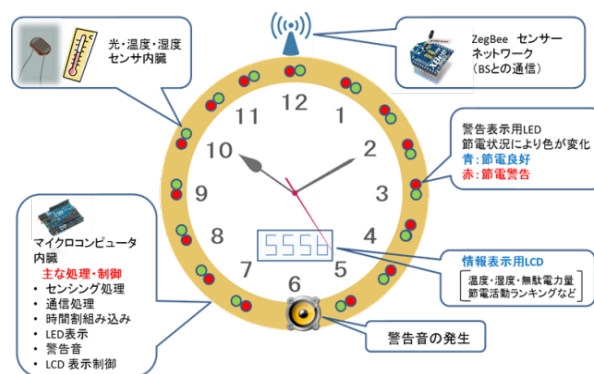 光・温度・湿度
センサ内臓
ZegBee センサー
ネットワーク
（BSとの通信）
警告表示用LED
節電状況により色が変化
青：節電良好
赤：節電警告
マイクロコンピュータ
内臓
主な処理・制御
• センシング処理
• 通信処理
• 時間割組み込み
• LED表示
• 警告音
• LCD 表示制御
情報表示用LCD
温度・湿度・無駄電力量
節電活動ランキングなど
警告音の発生
12
1
2
3
4
5
6
7
8
9
10
11